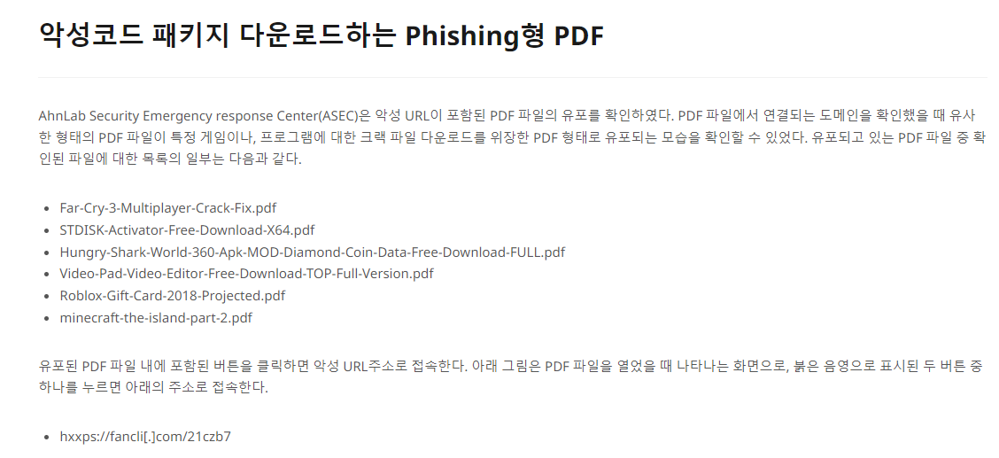 악성코드 패키지 다운로드하는 Phishing형 PDF
AhnLab Security Emergency response Center(ASEC)은 악성 URL이 포함된 PDF 파일의 유포를 확인하였다. PDF 파일에서 연결되는 도메인을 확인했을 때 유사
한 형태의 PDF 파일이 특정 게임이나, 프로그램에 대한 크랙 파일 다운로드를 위장한 PDF 형태로 유포되는 모습을 확인할 수 있었다. 유포되고 있는 PDF 파일 중 확
인된 파일에 대한 목록의 일부는 다음과 같다.
• Far-Cry-3-Multiplayer-Crack-Fix.pdf
• STDISK-Activator-Free-Download-X64.pdf
• Hungry-Shark-World-360-Apk-MOD-Diamond-Coin-Data-Free-Download-FULL.pdf
• Video-Pad-Video-Editor-Free-Download-TOP-Full-Version.pdf
• Roblox-Gift-Card-2018-Projected.pdf
• minecraft-the-island-part-2.pdf
유포된 PDF 파일 내에 포함된 버튼을 클릭하면 악성 URL주소로 접속한다. 아래 그림은 PDF 파일을 열었을 때 나타나는 화면으로, 붉은 음영으로 표시된 두 버튼 중
하나를 누르면 아래의 주소로 접속한다.
• hxxps://fancli[.]com/21czb7